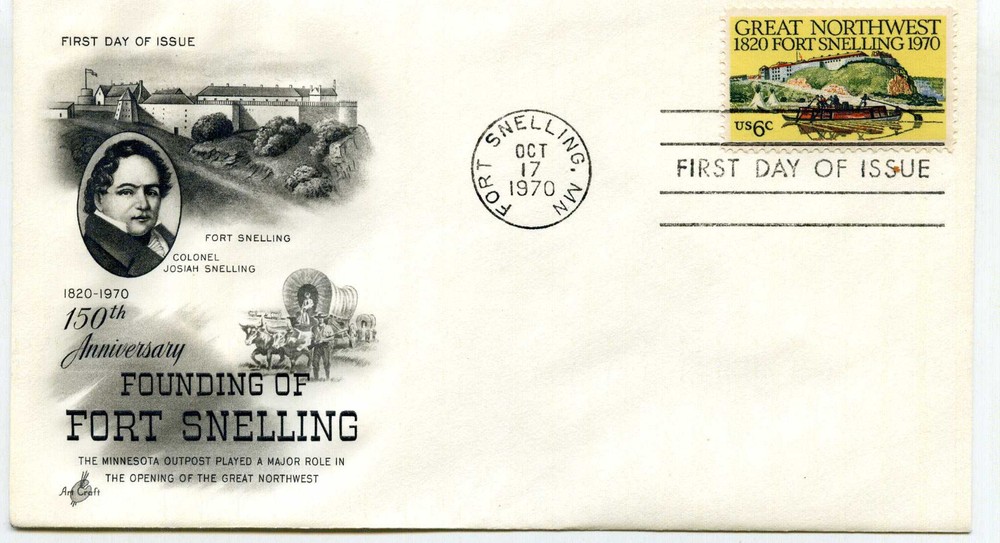 FIRST DAY OF ISSUE
FORT SNELLING
COLONEL
JOSIAH SNELLING
1820-1970
150th
Anniversary
FOUNDING OF
FORT SNELLING
THE MINNESOTA OUTPOST PLAYED A MAJOR ROLE IN
THE OPENING OF THE GREAT NORTHWEST
Art Craft
FORT SNELLING, MN
OCT
17
1970
GREAT NORTHWEST
1820 FORT SNELLING 1970
US 6c
FIRST DAY OF ISSUE